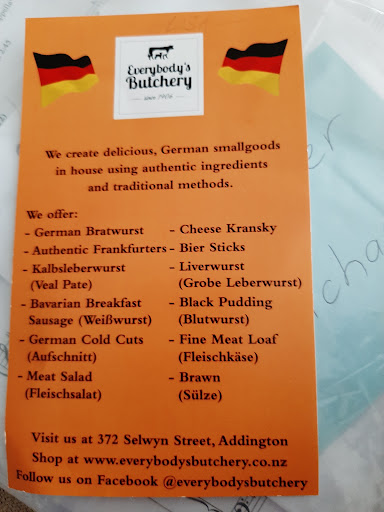 Everybody's
Butchery
We create delicious, German smallgoods
in house using authentic ingredients
and traditional methods.
We offer:
- German Bratwurst
- Authentic Frankfurters
- Kalbsleberwurst
(Veal Pate)
- Bavarian Breakfast
Sausage (Weißwurst)
- German Cold Cuts
(Aufschnitt)
- Meat Salad
(Fleischsalat)
- Cheese Kransky
- Bier Sticks
- Liverwurst
(Grobe Leberwurst)
- Black Pudding
(Blutwurst)
- Fine Meat Loaf
(Fleischkäse)
- Brawn
(Sülze)
Visit us at 372 Selwyn Street, Addington
Shop at www.everybodysbutchery.co.nz
Follow us on Facebook @everybodysbutchery